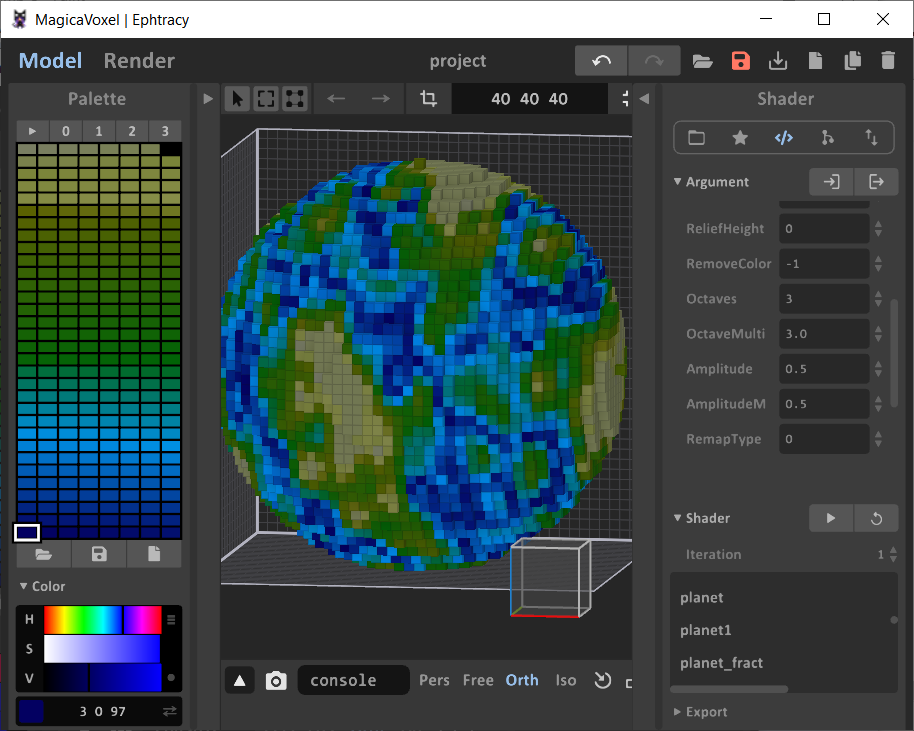 MagicaVoxel | Ephtracy
Model Render project
Palette
40 40 40
Shader
0 1 2 3
Argument
ReliefHeight 0
RemoveColor -1
Octaves 3
OctaveMulti 3.0
Amplitude 0.5
AmplitudeM 0.5
RemapType 0
Shader
Iteration 1
Color
planet
H
planet1
S
planet_fract
V
console Pers Free Orth Iso
3 0 97
Export